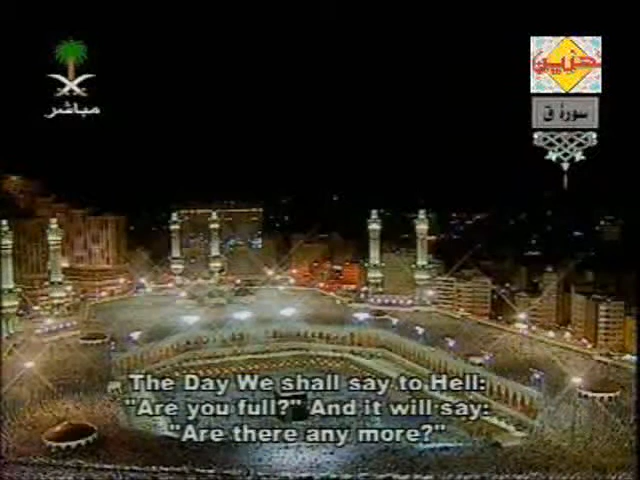 مباشر
حزين
سورة ق
The Day We shall say to Hell:
"Are you full?" And it will say:
"Are there any more?"